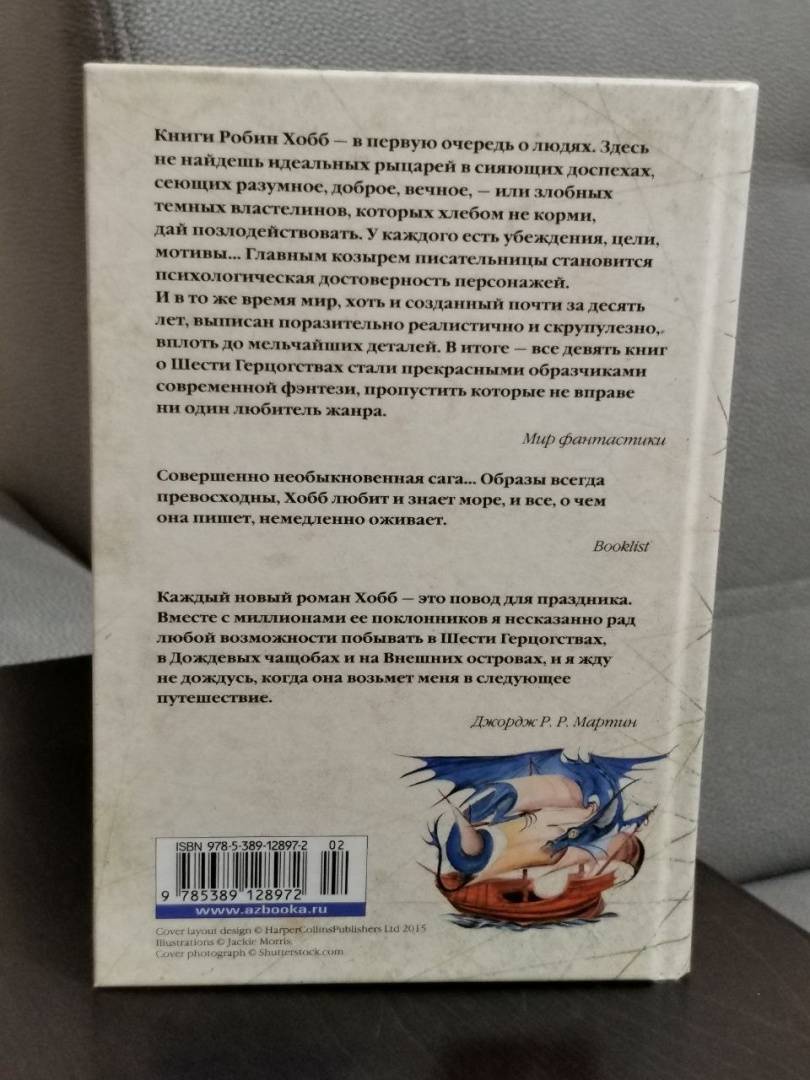 Книги Робин Хобб — в первую очередь о людях. Здесь
не найдешь идеальных рыцарей в сияющих доспехах,
сеющих разумное, доброе, вечное, — или злобных
темных властелинов, которых хлебом не корми,
дай позлодействовать. У каждого есть убеждения, цели,
мотивы... Главным козырем писательницы становится
психологическая достоверность персонажей.
И в то же время мир, хоть и созданный почти за десять
лет, выписан поразительно реалистично и скрупулезно,
вплоть до мельчайших деталей. В итоге — все девять книг
о Шести Герцогствах стали прекрасными образчиками
современной фэнтези, пропустить которые не вправе
ни один любитель жанра.
Мир фантастики
Совершенно необыкновенная сага... Образы всегда
превосходны, Хобб любит и знает море, и все, о чем
она пишет, немедленно оживает.
Booklist
Каждый новый роман Хобб — это повод для праздника.
Вместе с миллионами ее поклонников я несказанно рад
любой возможности побывать в Шести Герцогствах,
в Дождевых чащобах и на Внешних островах, и я жду
не дождусь, когда она возьмет меня в следующее
путешествие.
Джордж Р. Р. Мартин
ISBN 978-5-389-12897-2 02
9 785389 128972
www.azbooka.ru
Cover layout design © HarperCollinsPublishers Ltd 2015
Illustrations © Jackie Morris
Cover photograph © Shutterstock.com